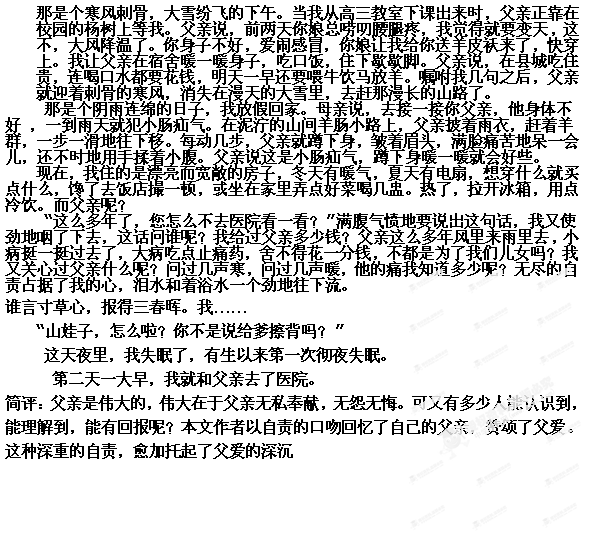 那是个寒风刺骨，大雪纷飞的下午。当我从高三教室下课出来时，父亲正靠在
校园的杨树上等我。父亲说，前两天你娘总唠叨腰腿疼，我觉得就要变天，这
不，大风降温了。你身子不好，爱闹感冒，你娘让我给你送羊皮袄来了，快穿
上。我让父亲在宿舍暖一暖身子，吃口饭，住下歇歇脚。父亲说，在县城吃住
贵，连喝口水都要花钱，明天一早还要喂牛饮马放羊。嘱咐我几句之后，父亲
就迎着刺骨的寒风，消失在漫天的大雪里，去赶那漫长的山路了。
那是个阴雨连绵的日子，我放假回家。母亲说，去接一接你父亲，他身体不
好 ，一到雨天就犯小肠疝气。在泥泞的山间羊肠小路上，父亲披着雨衣，赶着羊
群，一步一滑地往下移。每动几步，父亲就蹲下身，皱着眉头，满脸痛苦地呆一会
儿，还不时地用手揉着小腹。父亲说这是小肠疝气，蹲下身暖一暖就会好些。
现在，我住的是漂亮而宽敞的房子，冬天有暖气，夏天有电扇，想穿什么就买
点什么，馋了去饭店撮一顿，或坐在家里弄点好菜喝几盅。热了，拉开冰箱，用点
冷饮。而父亲呢？
“这么多年了，您怎么不去医院看一看？”满腹气愤地要说出这句话，我又使
劲地咽了下去，这话问谁呢？我给过父亲多少钱？父亲这么多年风里来雨里去，小
病挺一挺过去了，大病吃点止痛药，舍不得花一分钱，不都是为了我们儿女吗？我
又关心过父亲什么呢？问过几声寒，问过几声暖，他的痛我知道多少呢？无尽的自
责占据了我的心，泪水和着浴水一个劲地往下流。
谁言寸草心，报得三春晖。我……
“山娃子，怎么啦？你不是说给爹擦背吗？”
这天夜里，我失眠了，有生以来第一次彻夜失眠。
第二天一大早，我就和父亲去了医院。
简评：父亲是伟大的，伟大在于父亲无私奉献，无怨无悔。可又有多少人能认识到，
能理解到，能有回报呢？本文作者以自责的口吻回忆了自己的父亲，赞颂了父爱。
这种深重的自责，愈加托起了父爱的深沉